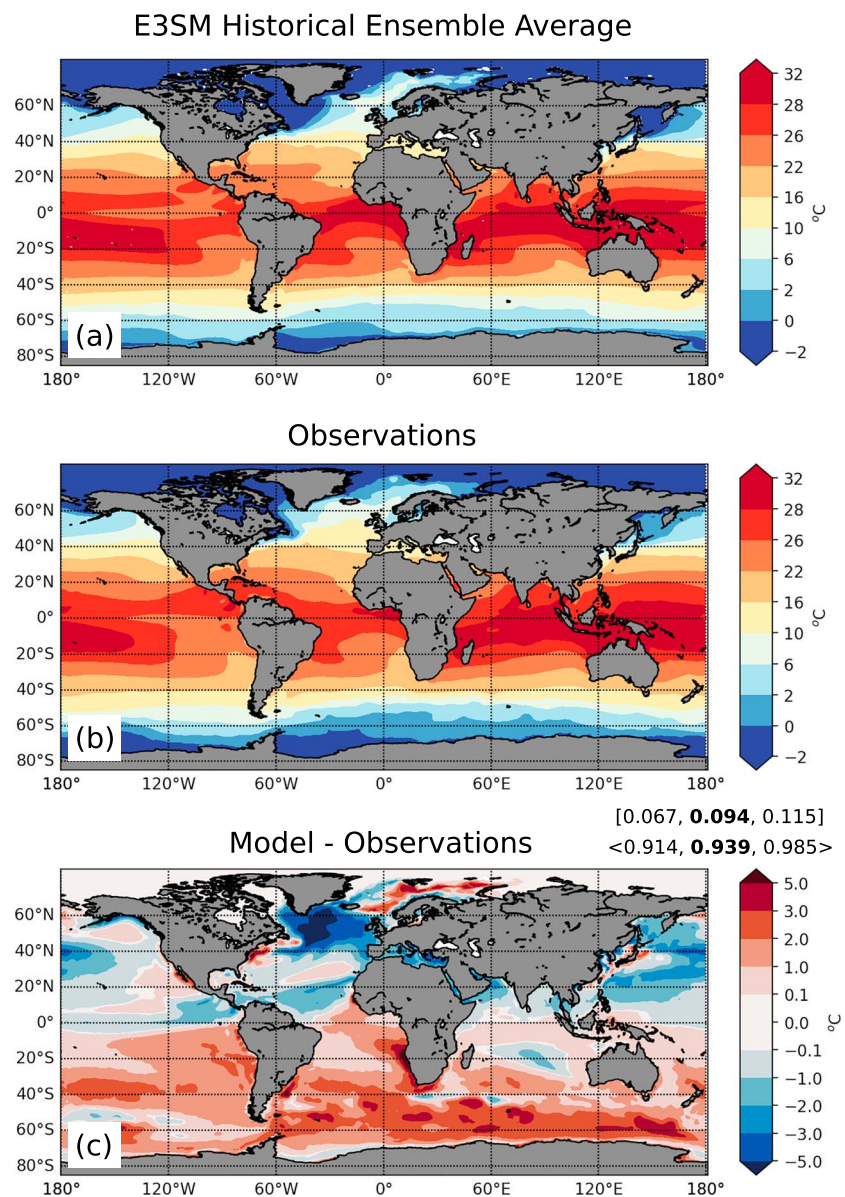 E3SM Historical Ensemble Average
60°N
40°N
20°N
0°
20°S
40°S
60°S
80°S
(a)
180° 120°W 60°W 0° 60°E 120°E 180°
32
28
26
22
16
10
6
2
0
−2
°C
Observations
60°N
40°N
20°N
0°
20°S
40°S
60°S
80°S
(b)
180° 120°W 60°W 0° 60°E 120°E 180°
32
28
26
22
16
10
6
2
0
−2
°C
[0.067, 0.094, 0.115]
<0.914, 0.939, 0.985>
Model - Observations
60°N
40°N
20°N
0°
20°S
40°S
60°S
80°S
(c)
180° 120°W 60°W 0° 60°E 120°E 180°
5.0
3.0
2.0
1.0
0.1
0.0
−0.1
−1.0
−2.0
−3.0
−5.0
°C